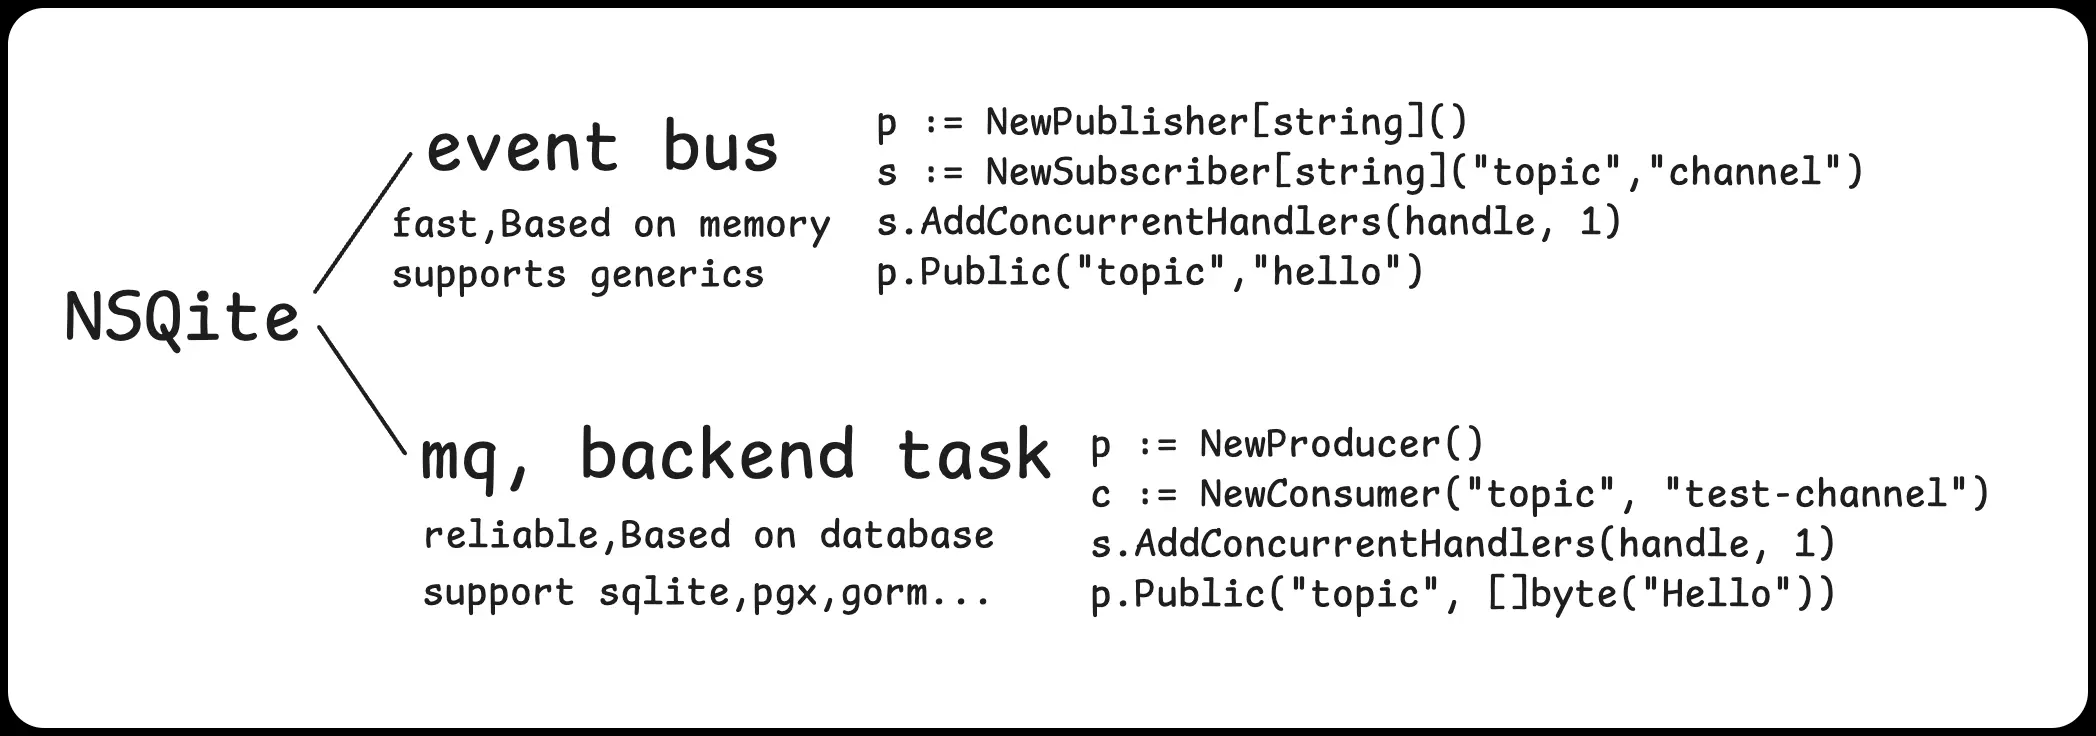 NSQite
event bus
fast,Based on memory
supports generics
p := NewPublisher[string]()
s := NewSubscriber[string]("topic","channel")
s.AddConcurrentHandlers(handle, 1)
p.Public("topic","hello")
mq, backend task
reliable,Based on database
support sqlite,pgx,gorm...
p := NewProducer()
c := NewConsumer("topic", "test-channel")
s.AddConcurrentHandlers(handle, 1)
p.Public("topic", []byte("Hello"))